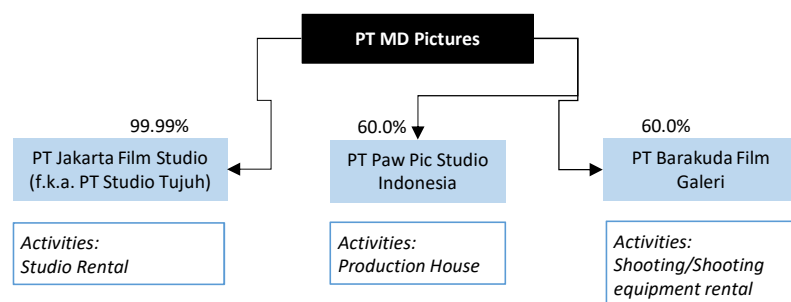 PT MD Pictures
99.99%
60.0%
60.0%
PT Jakarta Film Studio
(f.k.a. PT Studio Tujuh)
PT Paw Pic Studio
Indonesia
PT Barakuda Film
Galeri
Activities:
Studio Rental
Activities:
Production House
Activities:
Shooting/Shooting
equipment rental